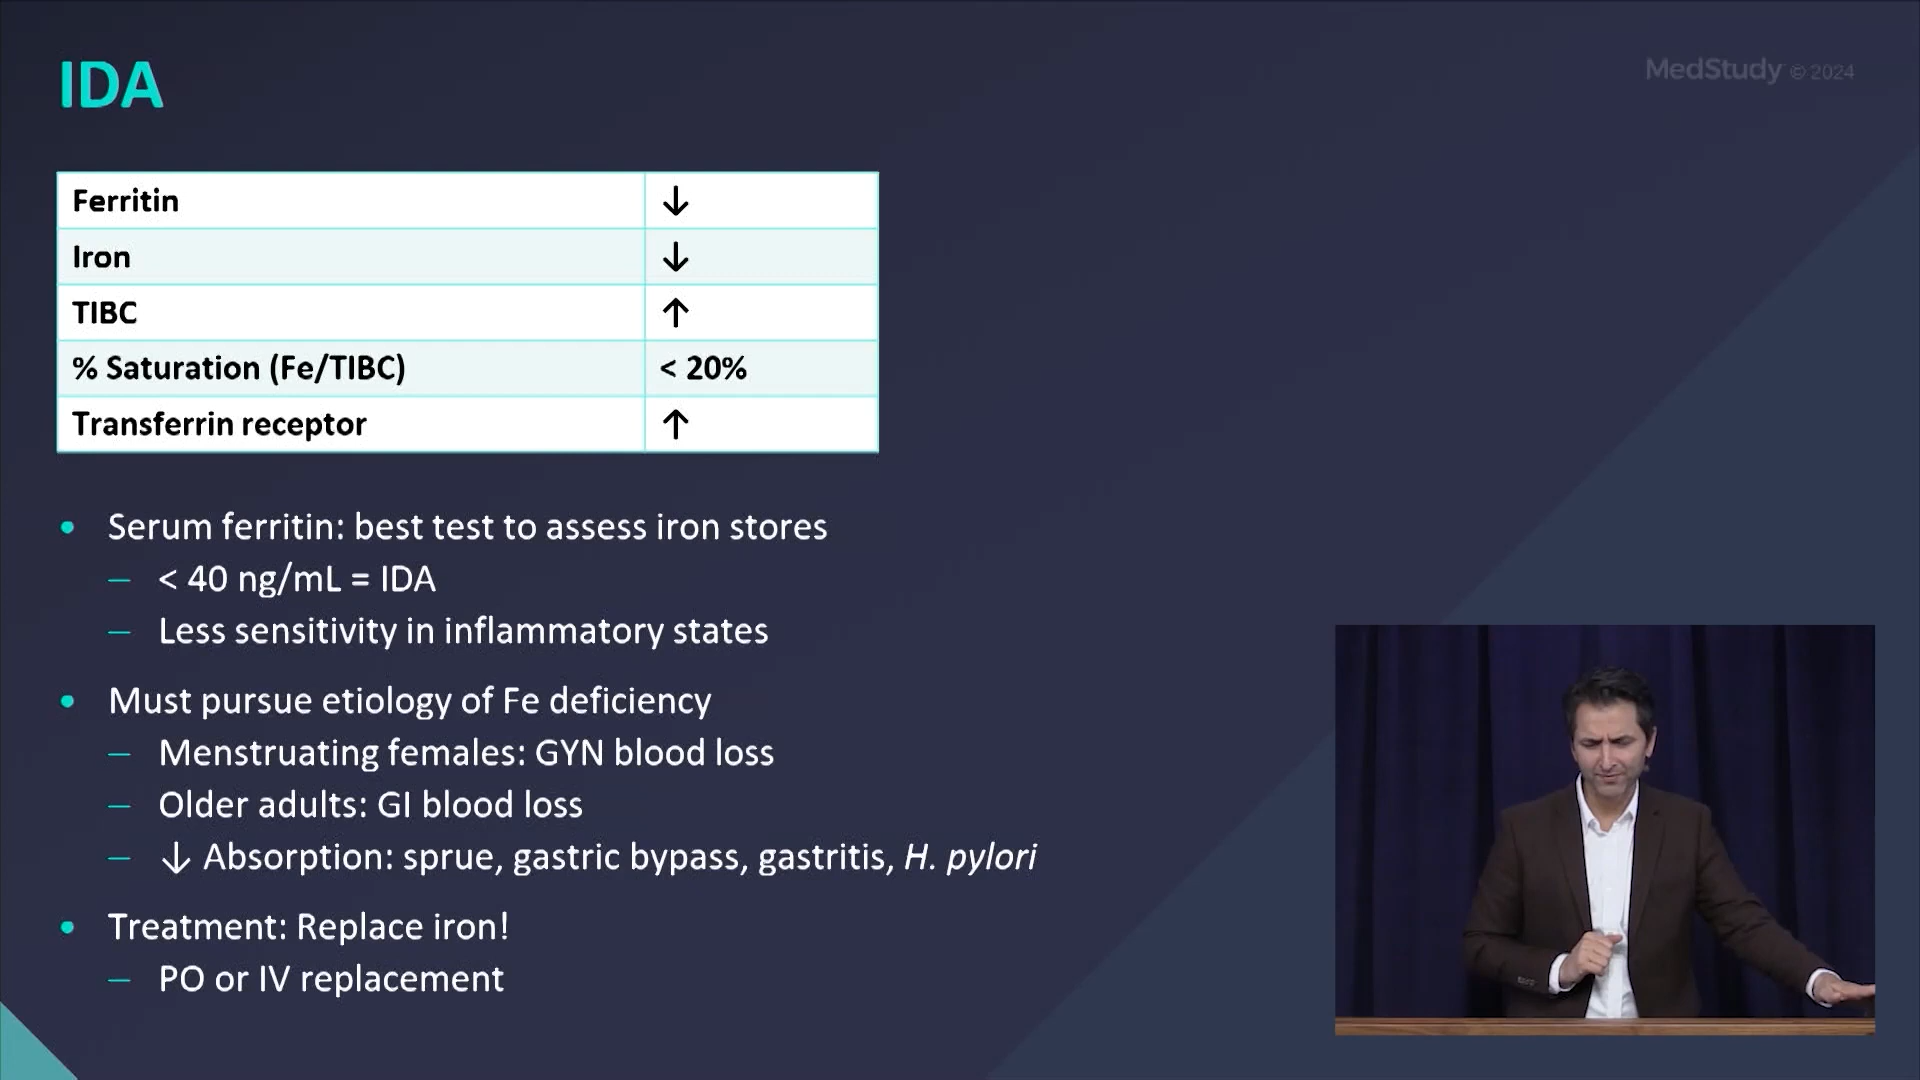 IDA
MedStudy © 2024
Ferritin ↓
Iron ↓
TIBC ↑
% Saturation (Fe/TIBC) < 20%
Transferrin receptor ↑
• Serum ferritin: best test to assess iron stores
– < 40 ng/mL = IDA
– Less sensitivity in inflammatory states
• Must pursue etiology of Fe deficiency
– Menstruating females: GYN blood loss
– Older adults: GI blood loss
– ↓ Absorption: sprue, gastric bypass, gastritis, H. pylori
• Treatment: Replace iron!
– PO or IV replacement